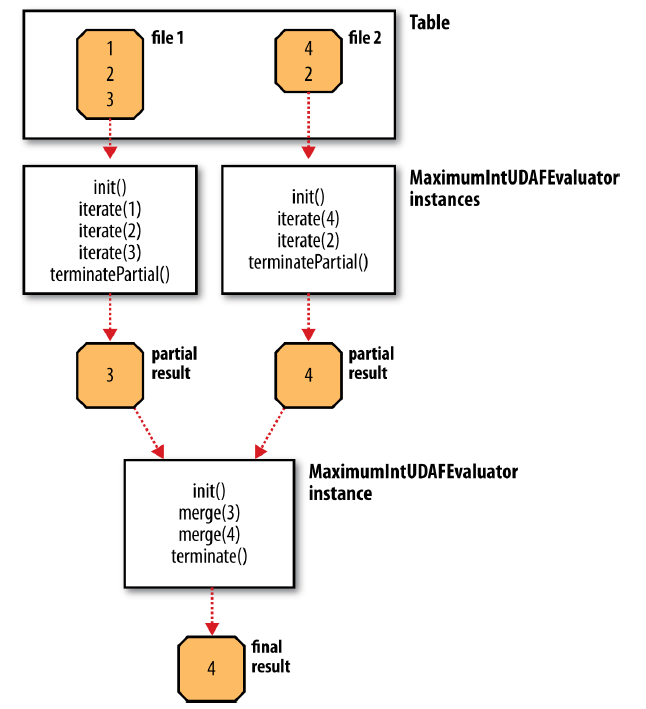 Table
file 1
1
2
3
file 2
4
2
MaximumIntUDAFEvaluator
instances
init()
iterate(1)
iterate(2)
iterate(3)
terminatePartial()
init()
iterate(4)
iterate(2)
terminatePartial()
3
partial
result
4
partial
result
MaximumIntUDAFEvaluator
instance
init()
merge(3)
merge(4)
terminate()
4
final
result